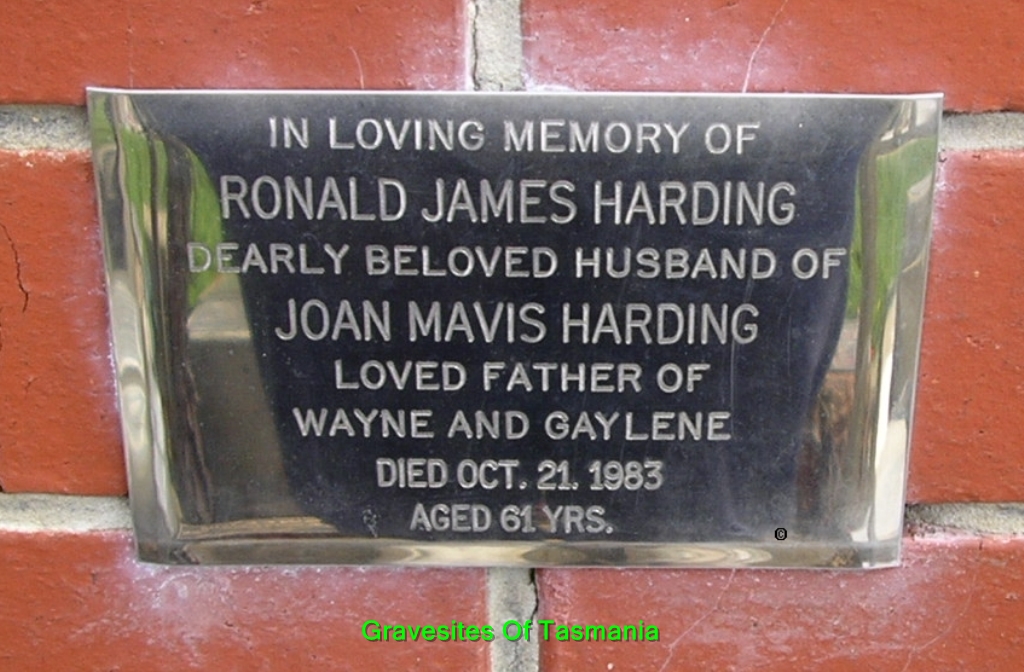 IN LOVING MEMORY OF
RONALD JAMES HARDING
DEARLY BELOVED HUSBAND OF
JOAN MAVIS HARDING
LOVED FATHER OF
WAYNE AND GAYLENE
DIED OCT. 21. 1983
AGED 61 YRS.
©
Gravesites Of Tasmania